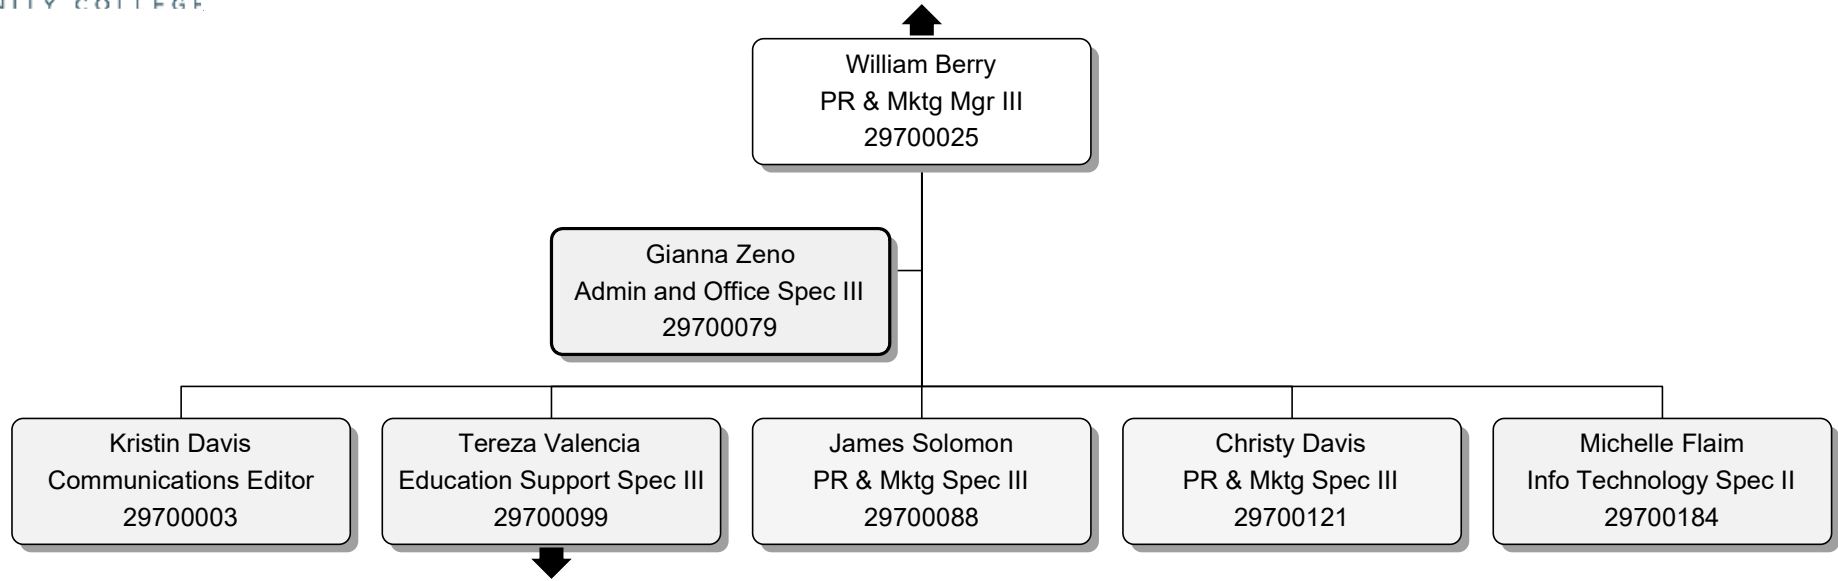 William Berry
PR & Mktg Mgr III
29700025
Gianna Zeno
Admin and Office Spec III
29700079
Kristin Davis
Communications Editor
29700003
Tereza Valencia
Education Support Spec III
29700099
James Solomon
PR & Mktg Spec III
29700088
Christy Davis
PR & Mktg Spec III
29700121
Michelle Flaim
Info Technology Spec II
29700184